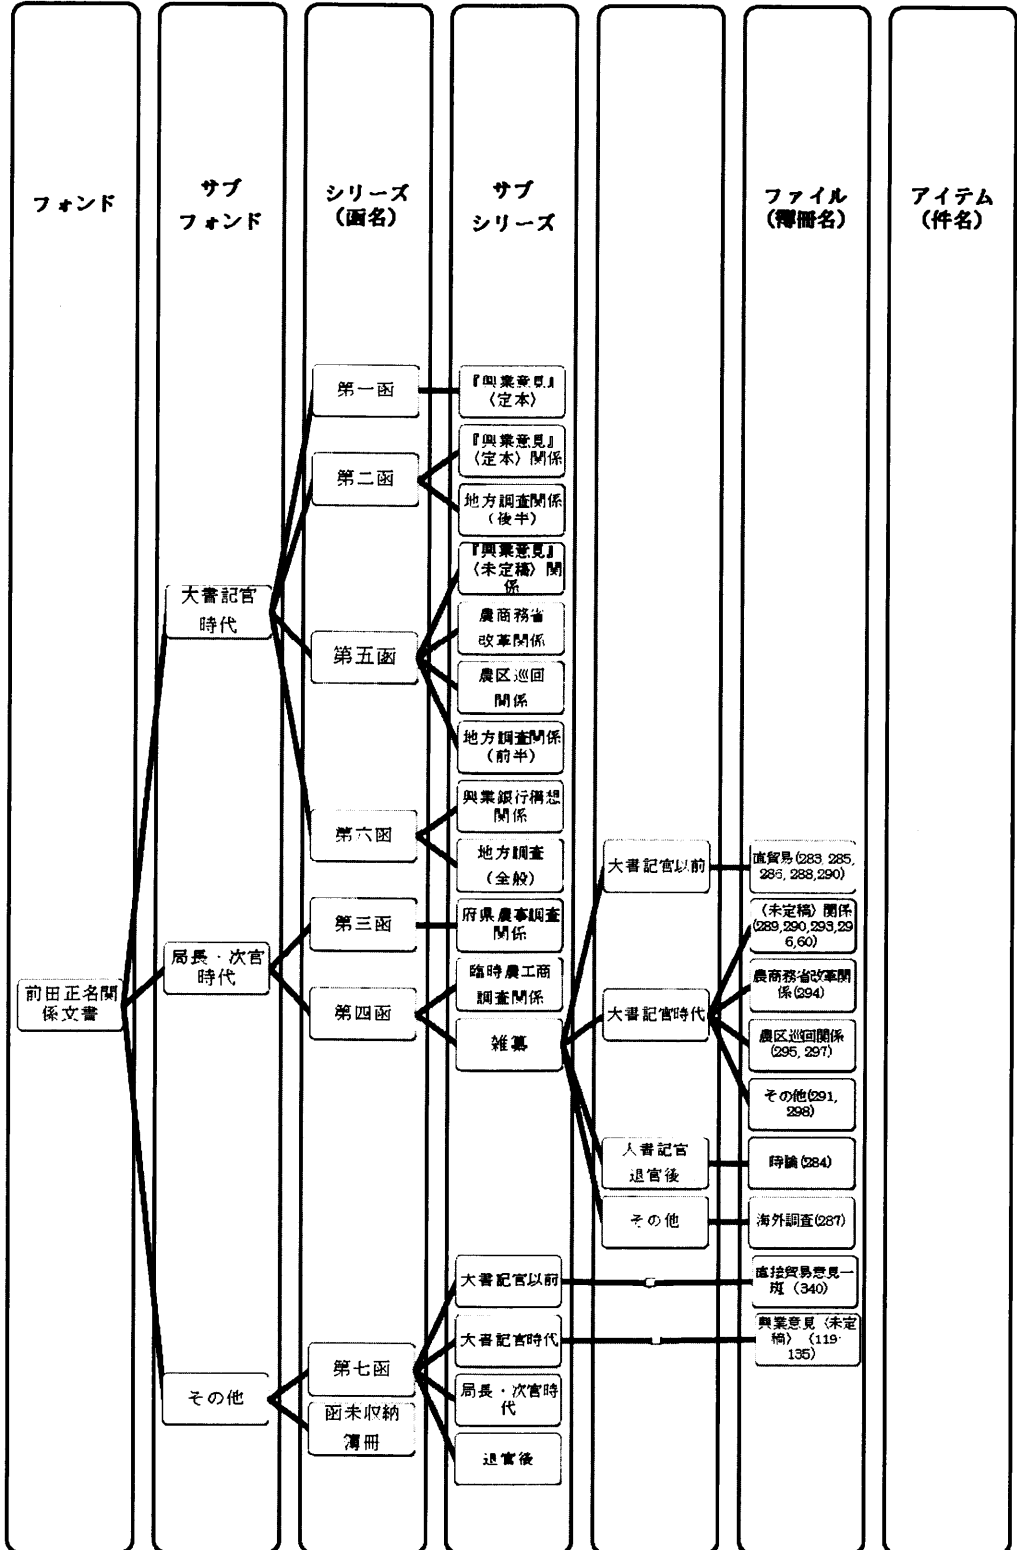 フォンド
サブ
フォンド
シリーズ
(函名)
サブ
シリーズ
ファイル
(簿冊名)
アイテム
(件名)
前田正名関
係文書
大書記官
時代
局長・次官
時代
その他
第一函
第二函
第五函
第六函
第三函
第四函
第七函
函未収納
簿冊
『興業意見』
〈定本〉
『興業意見』
〈定本〉関係
地方調査関係
(後半)
『興業意見』
〈未定稿〉関
係
農商務省
改革関係
農区巡回
関係
地方調査関係
(前半)
興業銀行構想
関係
地方調査
(全般)
府県農事調査
関係
臨時農工商
調査関係
雑纂
大書記官以前
大書記官時代
局長・次官時
代
退官後
大書記官以前
大書記官時代
大書記官
退官後
その他
直貿易(283,285,
286,288,290)
〈未定稿〉関係
(289,290,293,29
6,60)
農商務省改革関
係(294)
農区巡回関係
(295,297)
その他(291,
298)
時論(284)
海外調査(287)
直接貿易意見一
斑(340)
興業意見〈未定
稿〉(119-
135)